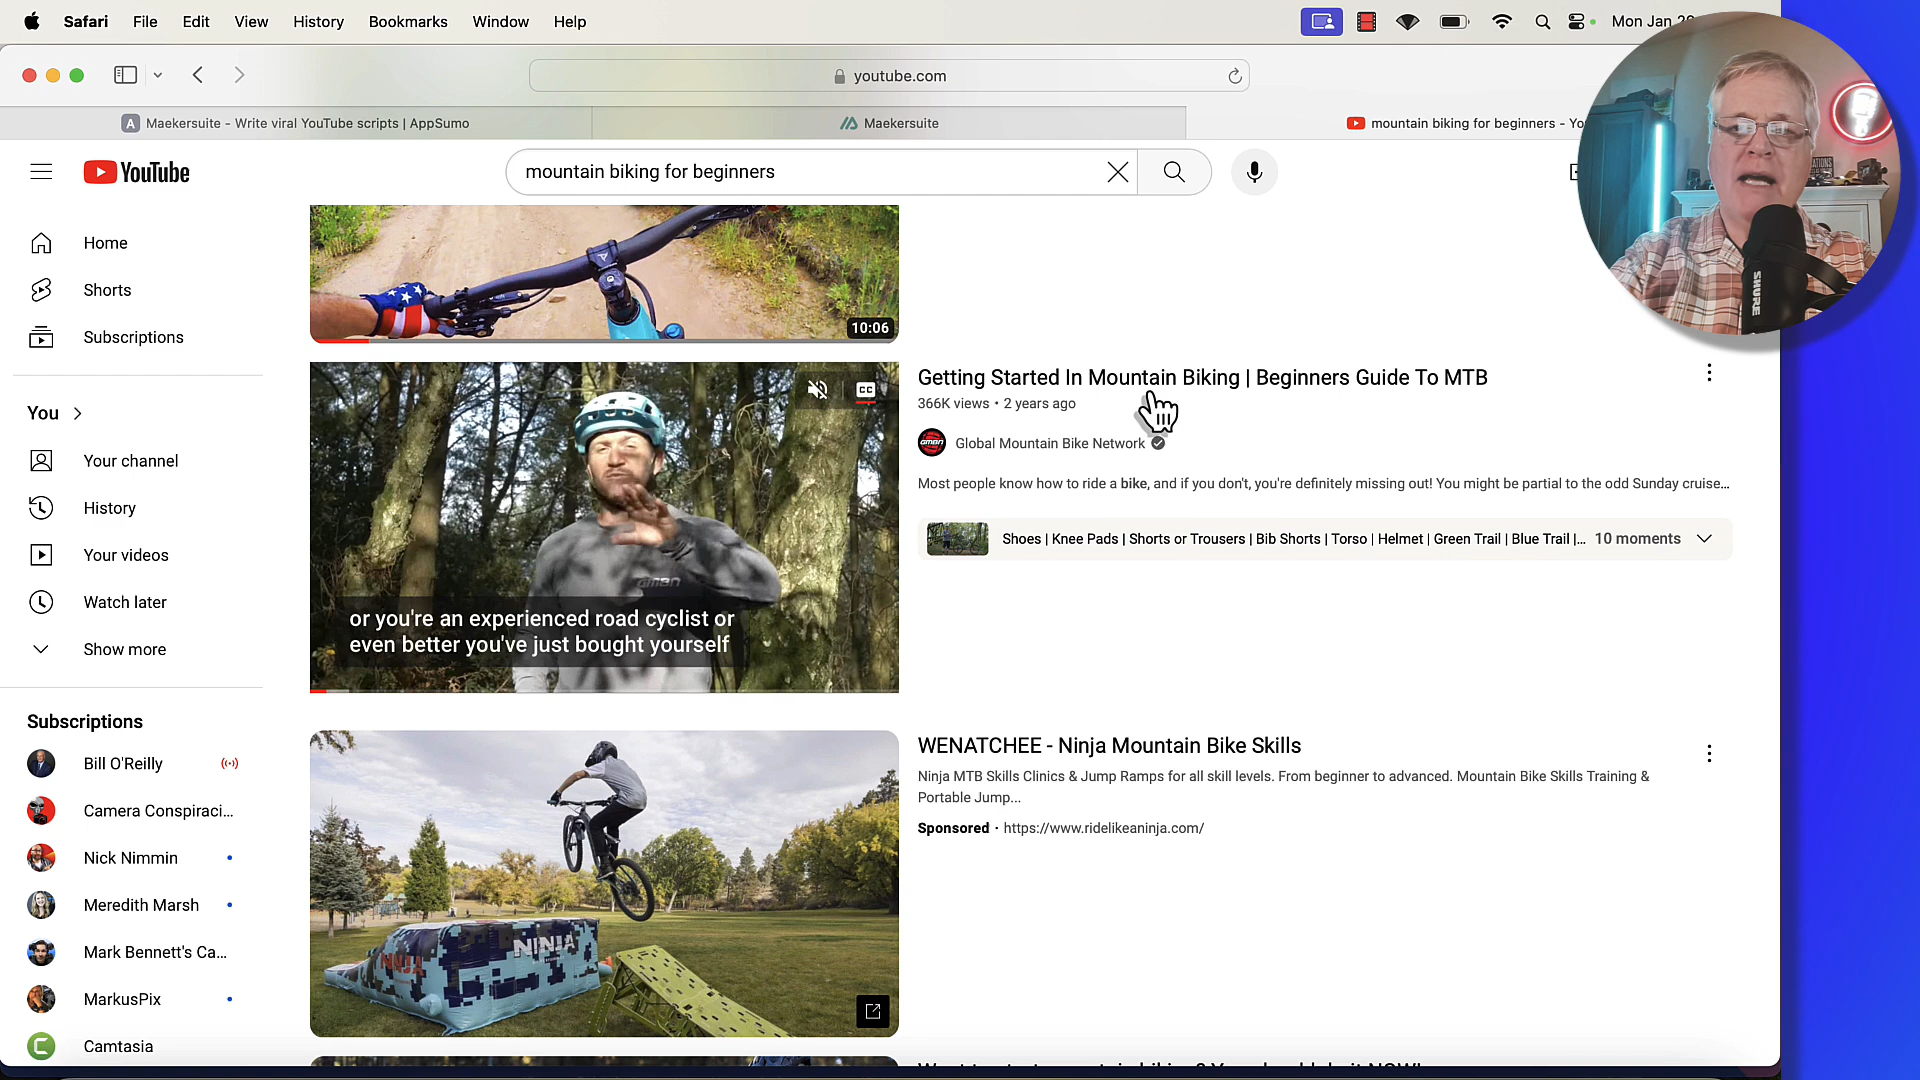 Safari File Edit View History Bookmarks Window Help
Mon Jan
youtube.com
A Maekersuite - Write viral YouTube scripts | AppSumo
Maekersuite
mountain biking for beginners - Yo
YouTube
mountain biking for beginners
Home
Shorts
Subscriptions
You
Your channel
History
Your videos
Watch later
Show more
Subscriptions
Bill O'Reilly
Camera Conspiraci...
Nick Nimmin
Meredith Marsh
Mark Bennett's Ca...
MarkusPix
Camtasia
10:06
CC
GMBN
or you're an experienced road cyclist or
even better you've just bought yourself
Getting Started In Mountain Biking | Beginners Guide To MTB
366K views • 2 years ago
GMBN
Global Mountain Bike Network
Most people know how to ride a bike, and if you don't, you're definitely missing out! You might be partial to the odd Sunday cruise...
Shoes | Knee Pads | Shorts or Trousers | Bib Shorts | Torso | Helmet | Green Trail | Blue Trail |... 10 moments
NINJA
NINJA
WENATCHEE - Ninja Mountain Bike Skills
Ninja MTB Skills Clinics & Jump Ramps for all skill levels. From beginner to advanced. Mountain Bike Skills Training &
Portable Jump...
Sponsored · https://www.ridelikeaninja.com/
SHURE